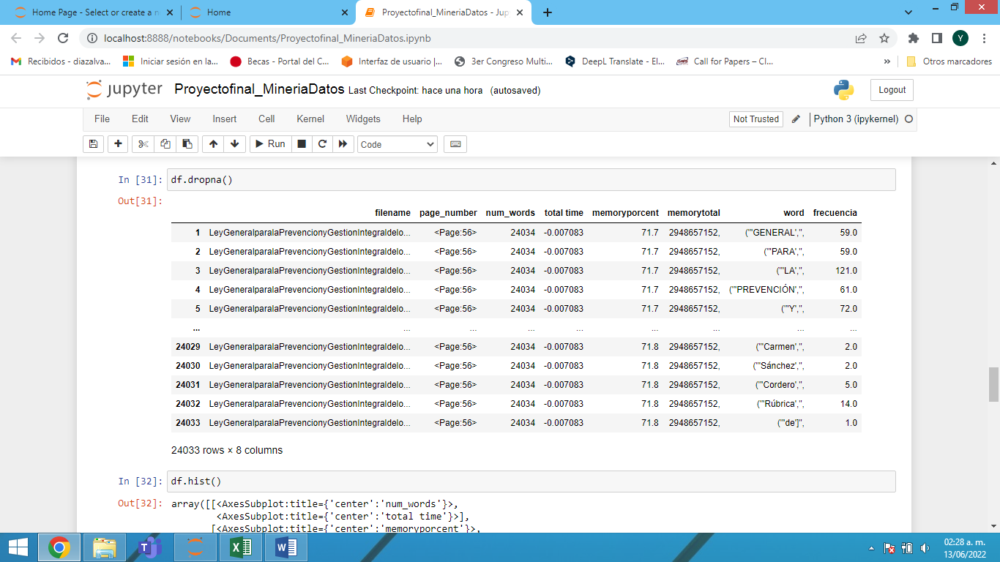 Home Page - Select or create a n
Home
Proyectofinal_MineriaDatos - Jup
localhost:8888/notebooks/Documents/Proyectofinal_MineriaDatos.ipynb
Y
Recibidos - diazalva... Iniciar sesión en la... Becas - Portal del C... Interfaz de usuario |... 3er Congreso Multi... DeepL Translate - El... Call for Papers – Cl... » Otros marcadores
jupyter Proyectofinal_MineriaDatos Last Checkpoint: hace una hora (autosaved) Logout
File Edit View Insert Cell Kernel Widgets Help Not Trusted Python 3 (ipykernel)
Run Code
In [31]: df.dropna()
Out[31]:
filename page_number num_words total time memoryporcent memorytotal word frecuencia
1 LeyGeneralparalaPrevencionyGestionIntegraldelo... <Page:56> 24034 -0.007083 71.7 2948657152, ("'GENERAL',", 59.0
2 LeyGeneralparalaPrevencionyGestionIntegraldelo... <Page:56> 24034 -0.007083 71.7 2948657152, ("'PARA',", 59.0
3 LeyGeneralparalaPrevencionyGestionIntegraldelo... <Page:56> 24034 -0.007083 71.7 2948657152, ("'LA',", 121.0
4 LeyGeneralparalaPrevencionyGestionIntegraldelo... <Page:56> 24034 -0.007083 71.7 2948657152, ("'PREVENCIÓN',", 61.0
5 LeyGeneralparalaPrevencionyGestionIntegraldelo... <Page:56> 24034 -0.007083 71.7 2948657152, ("'Y',", 72.0
... ... ... ... ... ... ... ... ...
24029 LeyGeneralparalaPrevencionyGestionIntegraldelo... <Page:56> 24034 -0.007083 71.8 2948657152, ("'Carmen',", 2.0
24030 LeyGeneralparalaPrevencionyGestionIntegraldelo... <Page:56> 24034 -0.007083 71.8 2948657152, ("'Sánchez',", 2.0
24031 LeyGeneralparalaPrevencionyGestionIntegraldelo... <Page:56> 24034 -0.007083 71.8 2948657152, ("'Cordero',", 5.0
24032 LeyGeneralparalaPrevencionyGestionIntegraldelo... <Page:56> 24034 -0.007083 71.8 2948657152, ("'Rúbrica',", 14.0
24033 LeyGeneralparalaPrevencionyGestionIntegraldelo... <Page:56> 24034 -0.007083 71.8 2948657152, ("'de']", 1.0
24033 rows × 8 columns
In [32]: df.hist()
Out[32]: array([[<AxesSubplot:title={'center':'num_words'}>,
<AxesSubplot:title={'center':'total time'}>],
[<AxesSubplot:title={'center':'memoryporcent'}>,
02:28 a. m.
13/06/2022